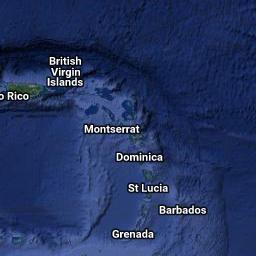 British
Virgin
Islands
o Rico
Montserrat
Dominica
St Lucia
Barbados
Grenada